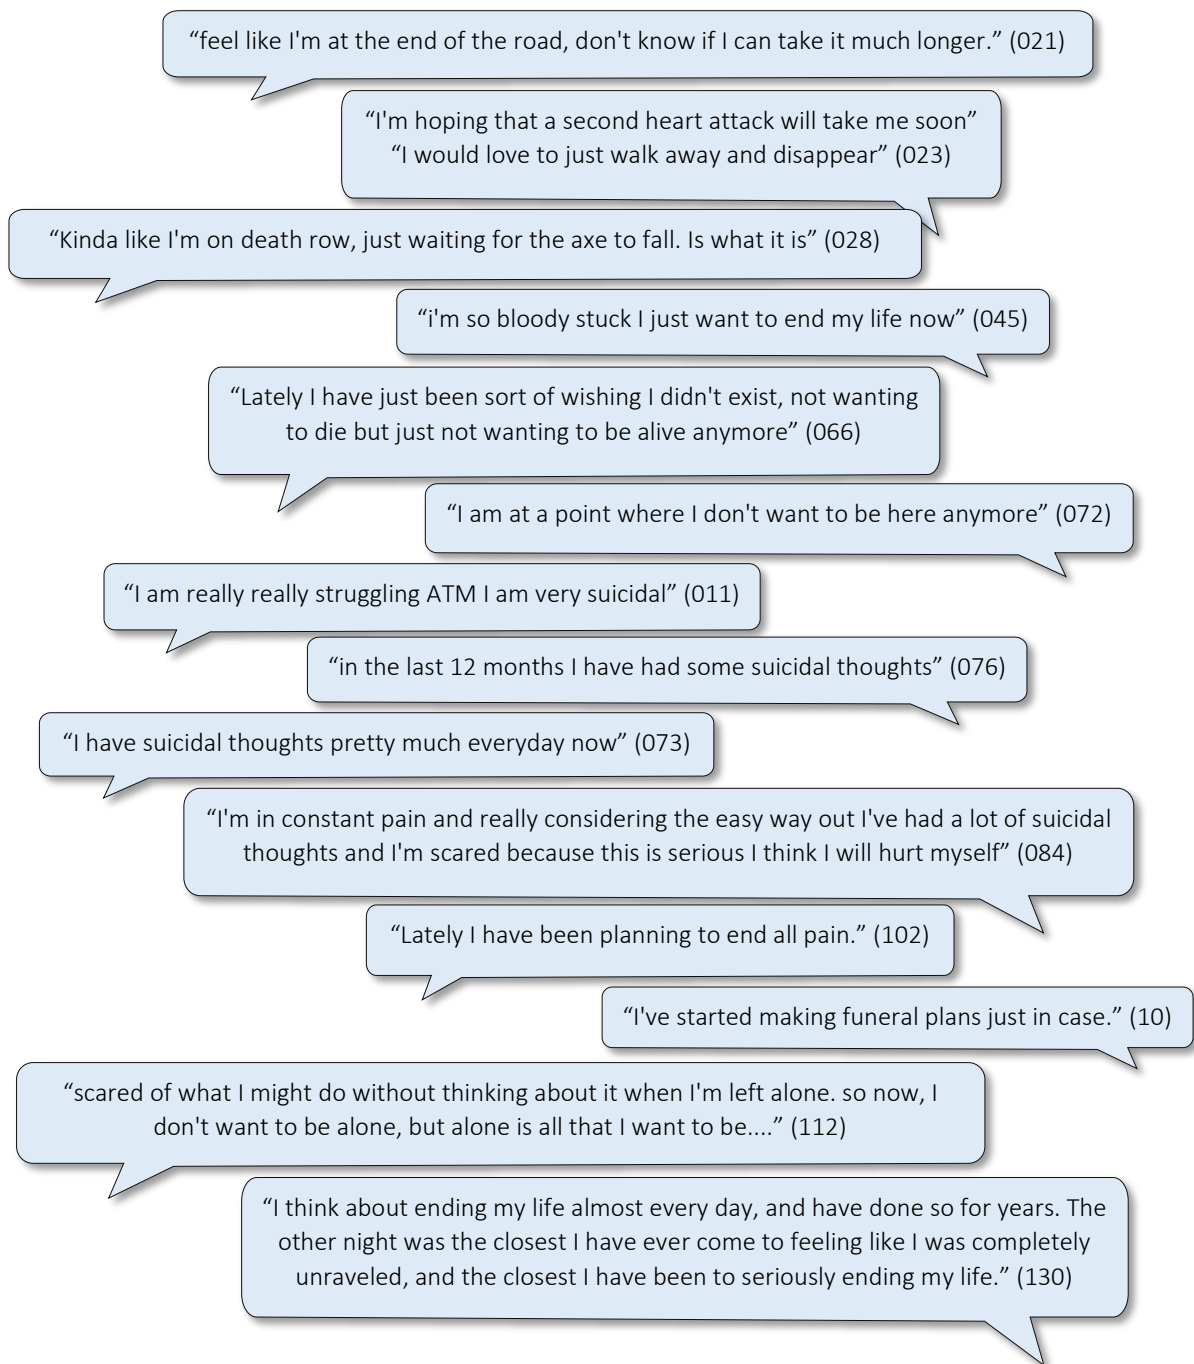 “feel like I'm at the end of the road, don't know if I can take it much longer.” (021)
“I'm hoping that a second heart attack will take me soon”
“I would love to just walk away and disappear” (023)
“Kinda like I'm on death row, just waiting for the axe to fall. Is what it is” (028)
“i'm so bloody stuck I just want to end my life now” (045)
“Lately I have just been sort of wishing I didn't exist, not wanting
to die but just not wanting to be alive anymore” (066)
“I am at a point where I don't want to be here anymore” (072)
“I am really really struggling ATM I am very suicidal” (011)
“in the last 12 months I have had some suicidal thoughts” (076)
“I have suicidal thoughts pretty much everyday now” (073)
“I'm in constant pain and really considering the easy way out I've had a lot of suicidal
thoughts and I'm scared because this is serious I think I will hurt myself” (084)
“Lately I have been planning to end all pain.” (102)
“I've started making funeral plans just in case.” (10)
“scared of what I might do without thinking about it when I'm left alone. so now, I
don't want to be alone, but alone is all that I want to be....” (112)
“I think about ending my life almost every day, and have done so for years. The
other night was the closest I have ever come to feeling like I was completely
unraveled, and the closest I have been to seriously ending my life.” (130)